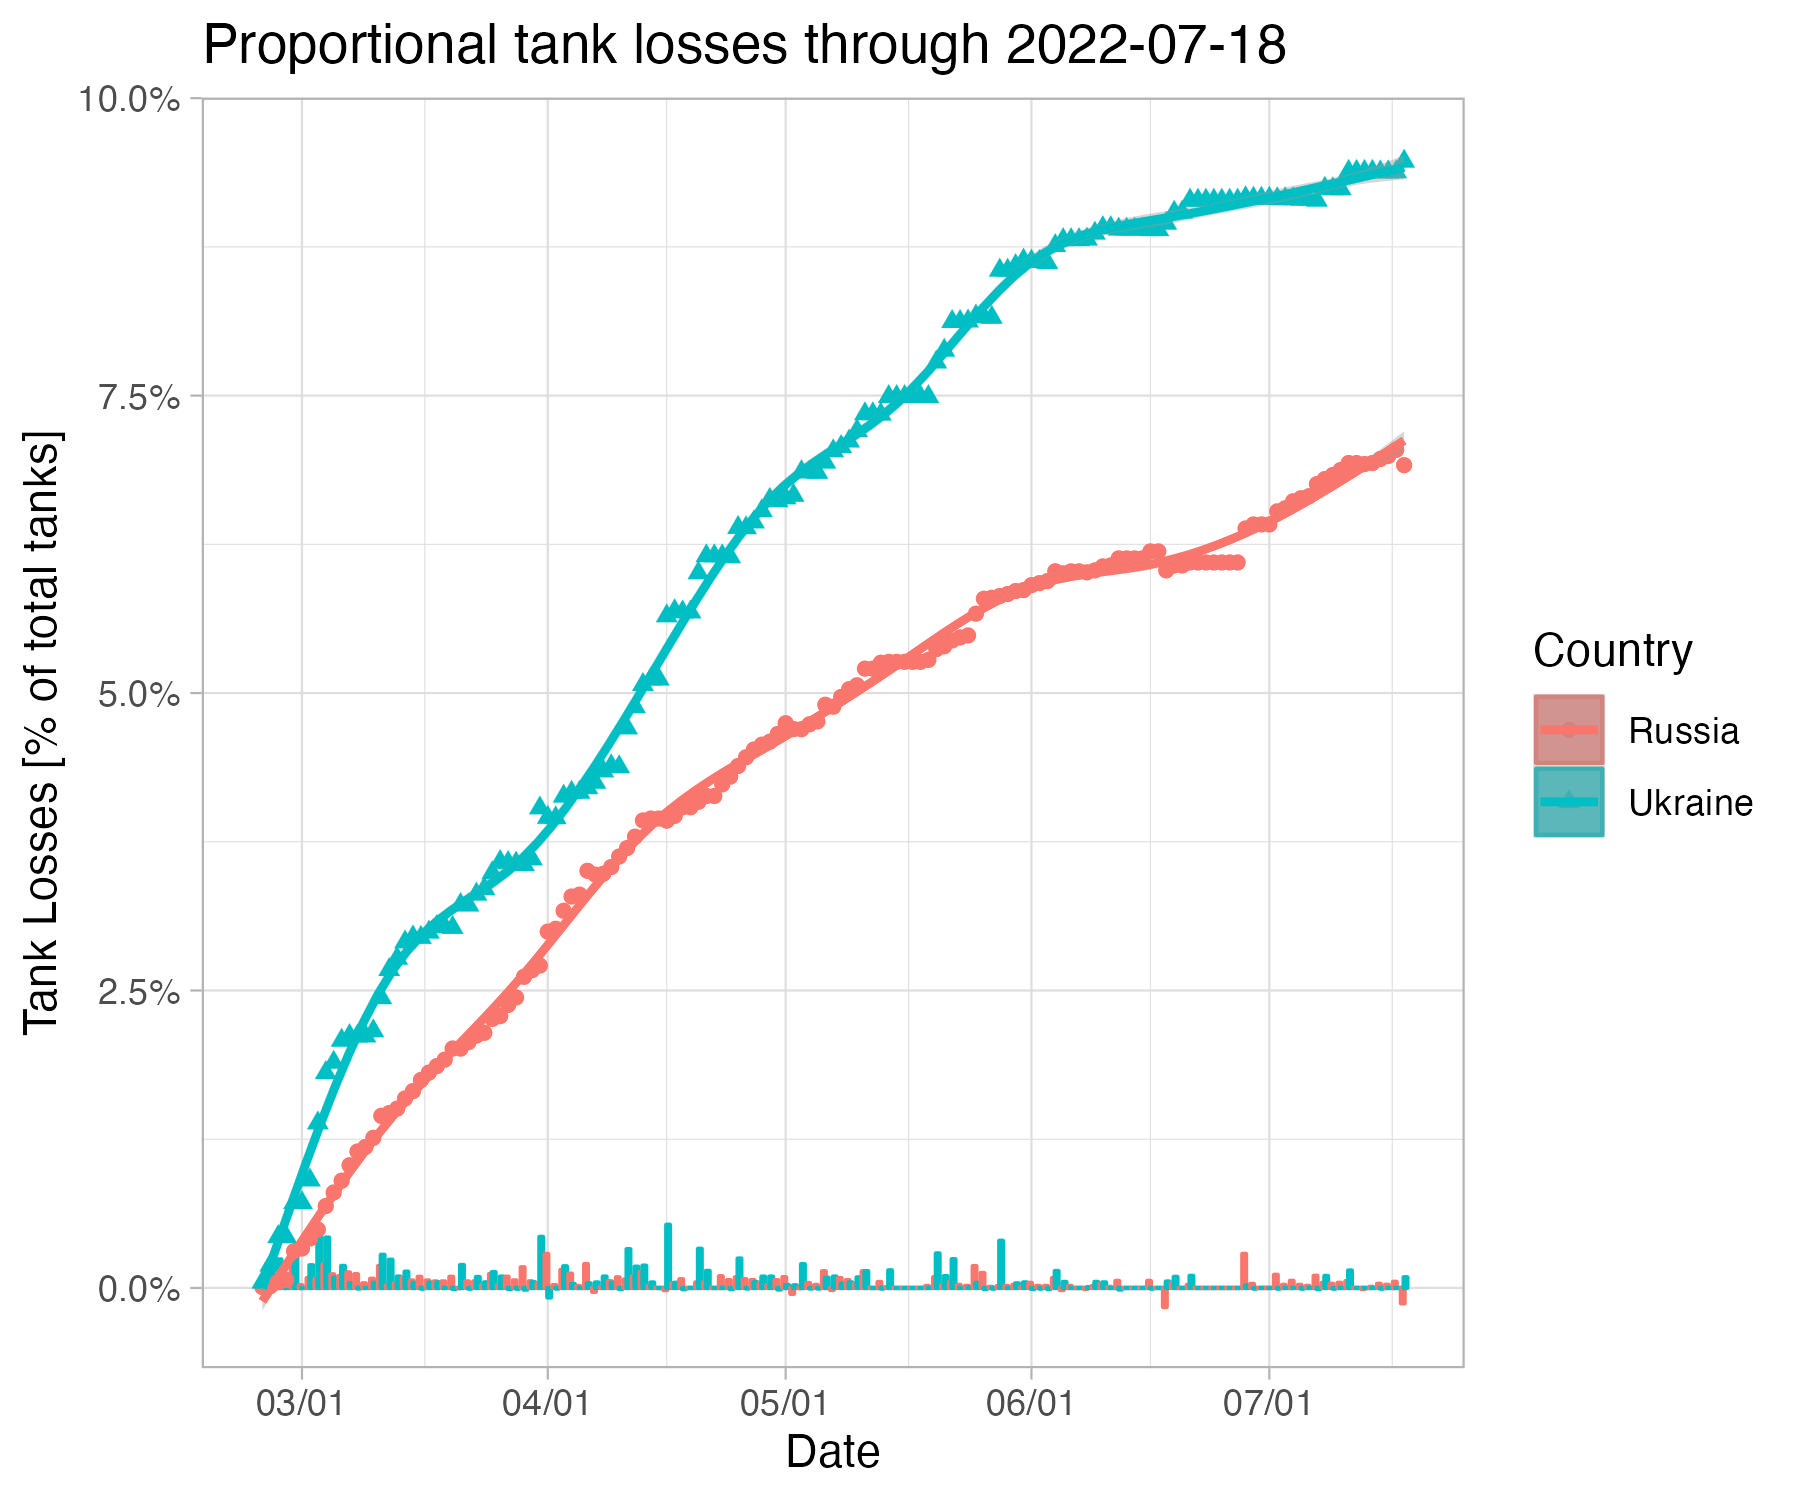 Proportional tank losses through 2022-07-18
Tank Losses [% of total tanks]
10.0%
7.5%
5.0%
2.5%
0.0%
03/01
04/01
05/01
06/01
07/01
Date
Country
Russia
Ukraine